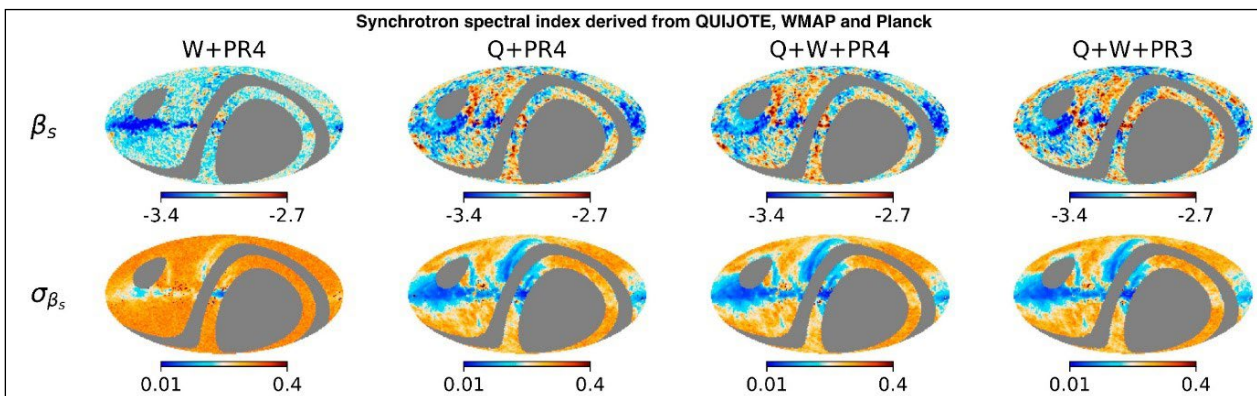 Synchrotron spectral index derived from QUIJOTE, WMAP and Planck
W+PR4 Q+PR4 Q+W+PR4 Q+W+PR3
βs
-3.4 -2.7 -3.4 -2.7 -3.4 -2.7 -3.4 -2.7
σβs
0.01 0.4 0.01 0.4 0.01 0.4 0.01 0.4